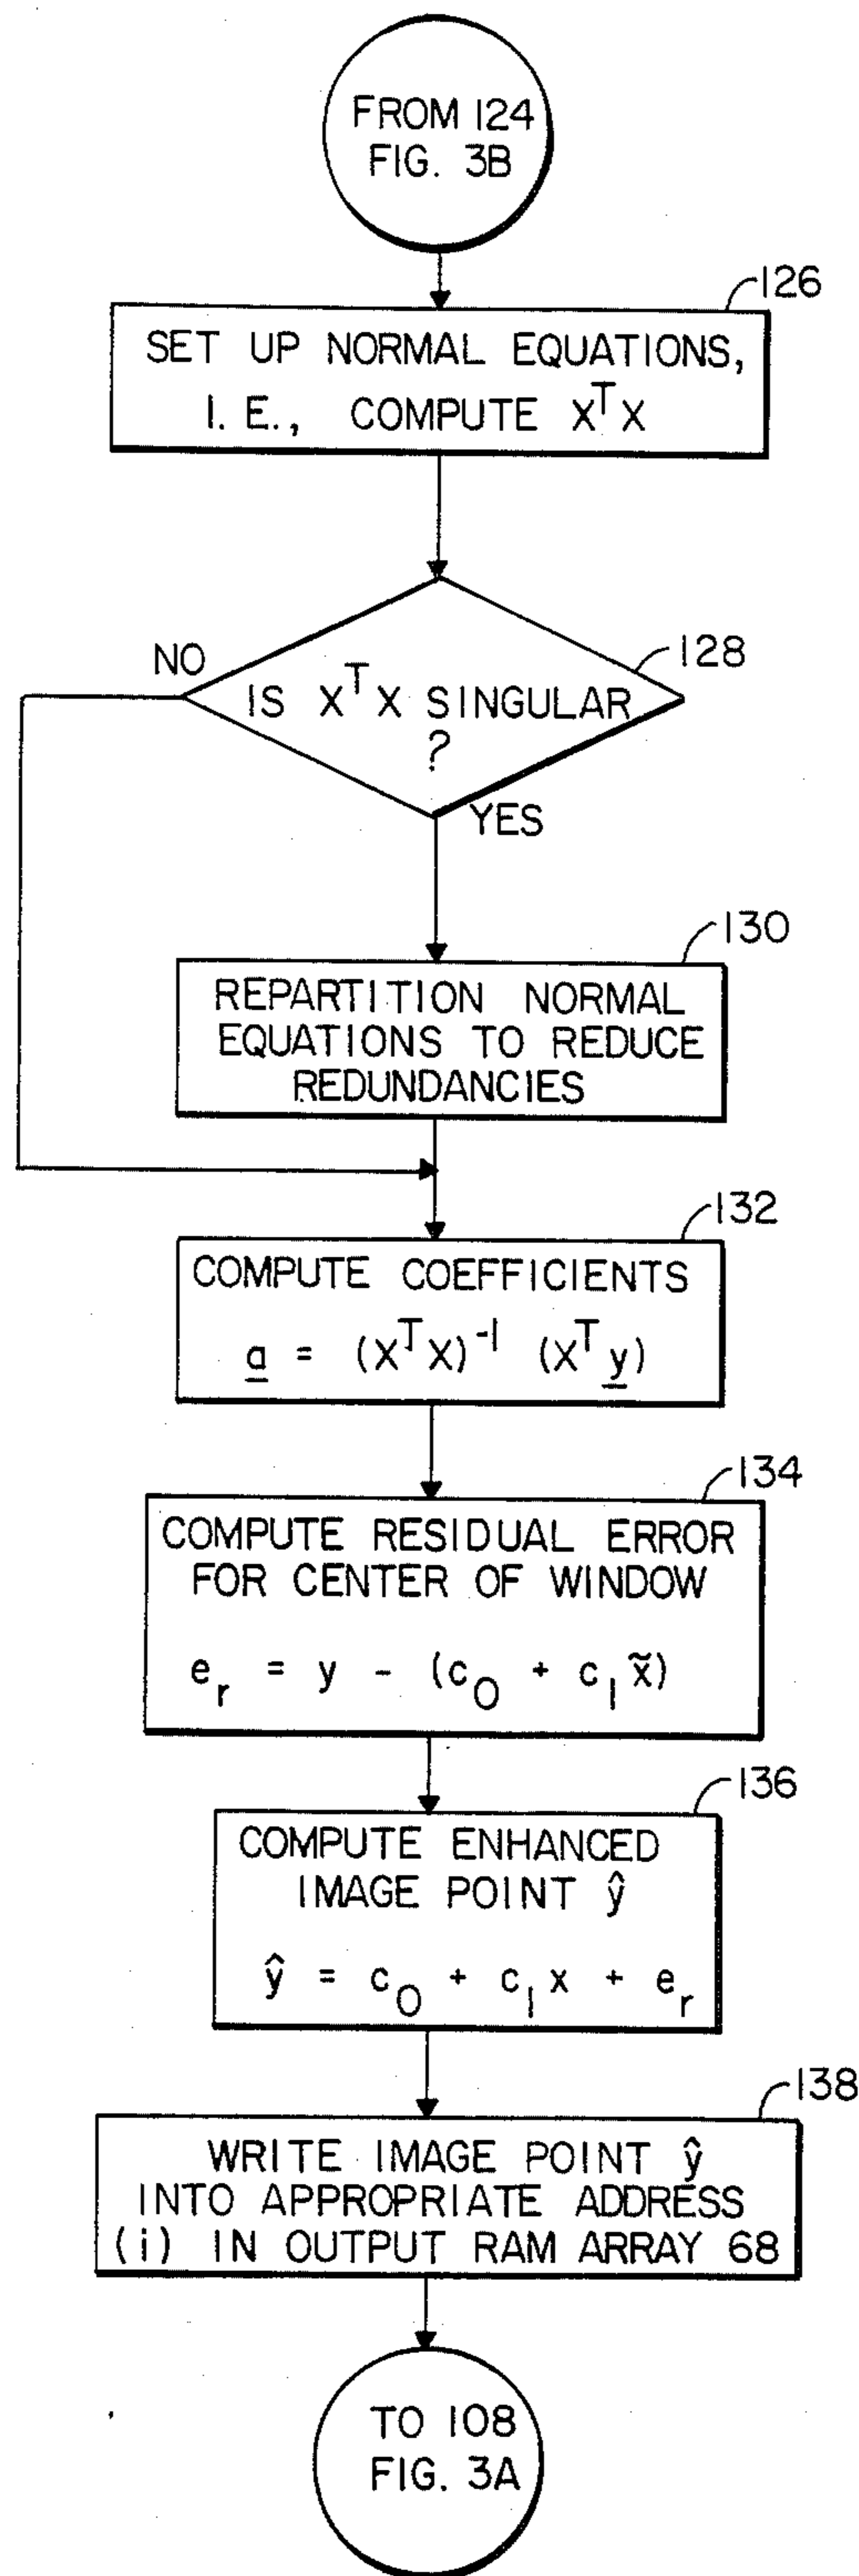 FROM 124
FIG. 3B
126
SET UP NORMAL EQUATIONS,
I. E., COMPUTE X^T X
NO
128
IS X^T X SINGULAR
?
YES
130
REPARTITION NORMAL
EQUATIONS TO REDUCE
REDUNDANCIES
132
COMPUTE COEFFICIENTS
a = (X^T X)^-1 (X^T y)
134
COMPUTE RESIDUAL ERROR
FOR CENTER OF WINDOW
e_r = y - (c_0 + c_1 x̃)
136
COMPUTE ENHANCED
IMAGE POINT ŷ
ŷ = c_0 + c_1 x + e_r
138
WRITE IMAGE POINT ŷ
INTO APPROPRIATE ADDRESS
(i) IN OUTPUT RAM ARRAY 68
TO 108
FIG. 3A